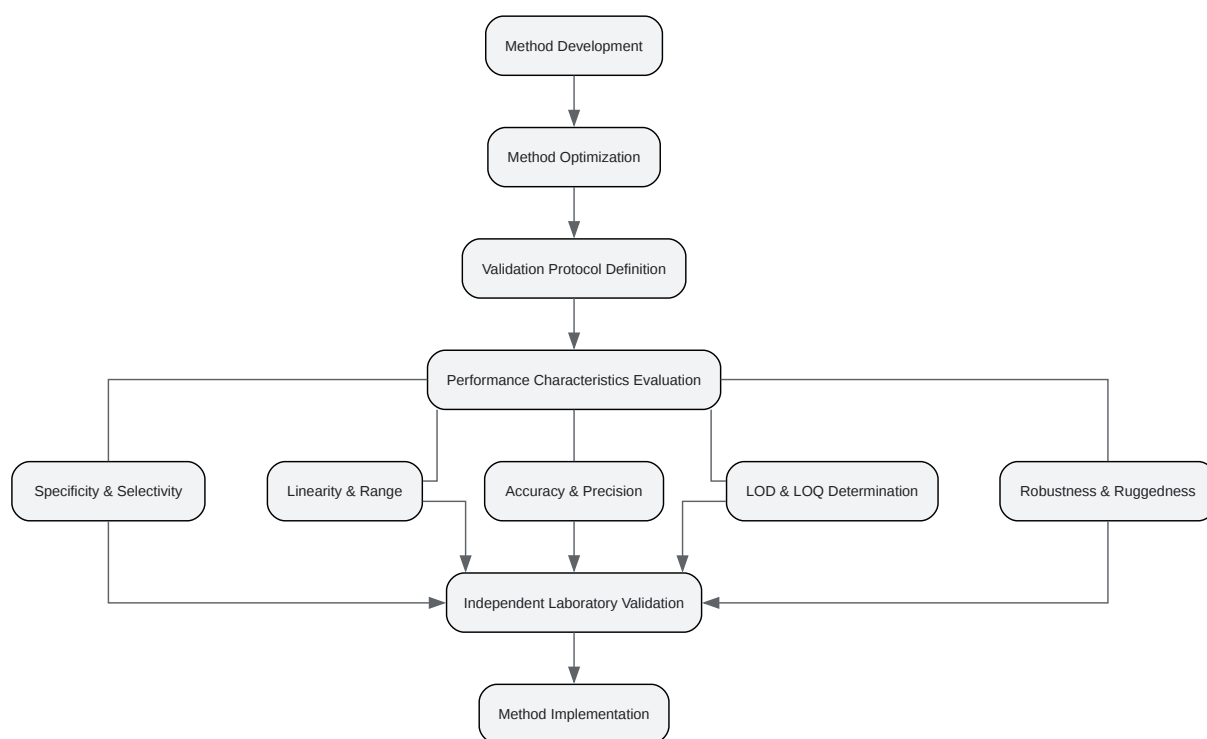 Method Development
Method Optimization
Validation Protocol Definition
Performance Characteristics Evaluation
Specificity & Selectivity
Linearity & Range
Accuracy & Precision
LOD & LOQ Determination
Robustness & Ruggedness
Independent Laboratory Validation
Method Implementation